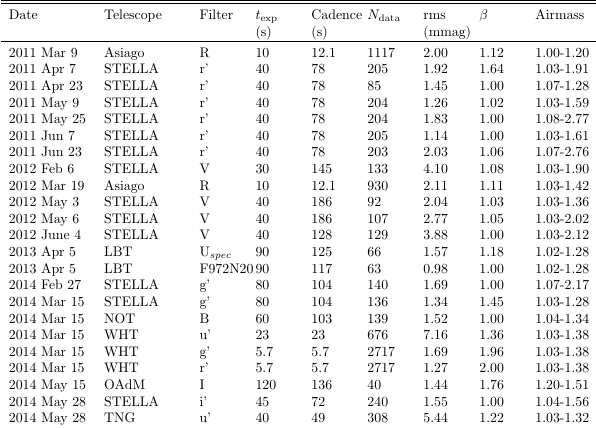 Date Telescope Filter t_exp Cadence N_data rms β Airmass
(s) (s) (mmag)
2011 Mar 9 Asiago R 10 12.1 1117 2.00 1.12 1.00-1.20
2011 Apr 7 STELLA r' 40 78 205 1.92 1.64 1.03-1.91
2011 Apr 23 STELLA r' 40 78 85 1.45 1.00 1.07-1.28
2011 May 9 STELLA r' 40 78 204 1.26 1.02 1.03-1.59
2011 May 25 STELLA r' 40 78 204 1.83 1.00 1.08-2.77
2011 Jun 7 STELLA r' 40 78 205 1.14 1.00 1.03-1.61
2011 Jun 23 STELLA r' 40 78 203 2.03 1.06 1.07-2.76
2012 Feb 6 STELLA V 30 145 133 4.10 1.08 1.03-1.90
2012 Mar 19 Asiago R 10 12.1 930 2.11 1.11 1.03-1.42
2012 May 3 STELLA V 40 186 92 2.04 1.03 1.03-1.36
2012 May 6 STELLA V 40 186 107 2.77 1.05 1.03-2.02
2012 June 4 STELLA V 40 128 129 3.88 1.00 1.03-2.12
2013 Apr 5 LBT U_spec 90 125 66 1.57 1.18 1.02-1.28
2013 Apr 5 LBT F972N20 90 117 63 0.98 1.00 1.02-1.28
2014 Feb 27 STELLA g' 80 104 140 1.69 1.00 1.07-2.17
2014 Mar 15 STELLA g' 80 104 136 1.34 1.45 1.03-1.28
2014 Mar 15 NOT B 60 103 139 1.52 1.00 1.04-1.34
2014 Mar 15 WHT u' 23 23 676 7.16 1.36 1.03-1.38
2014 Mar 15 WHT g' 5.7 5.7 2717 1.69 1.96 1.03-1.38
2014 Mar 15 WHT r' 5.7 5.7 2717 1.27 2.00 1.03-1.38
2014 May 15 OAdM I 120 136 40 1.44 1.76 1.20-1.51
2014 May 28 STELLA i' 45 72 240 1.55 1.00 1.04-1.56
2014 May 28 TNG u' 40 49 308 5.44 1.22 1.03-1.32